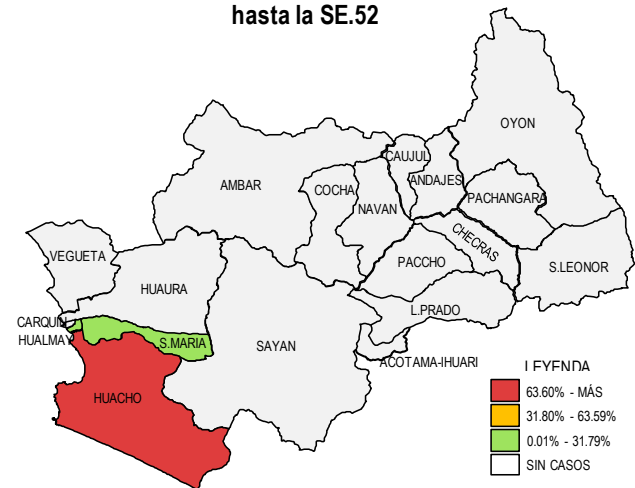 hasta la SE.52
OYON
CAUJUL
ANDAJES
AMBAR
COCHA
NAVAN
PACHANGARA
CHECRAS
VEGUETA
PACCHO
S.LEONOR
HUAURA
L.PRADO
CARQUIN
HUALMAY
S.MARIA
SAYAN
ACOTAMA-IHUARI
HUACHO
LEYENDA
63.60% - MÁS
31.80% - 63.59%
0.01% - 31.79%
SIN CASOS